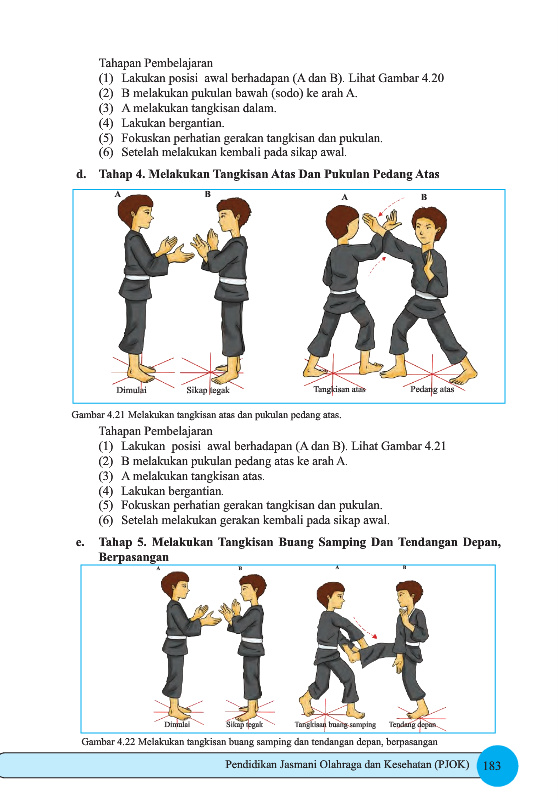 Tahapan Pembelajaran
(1) Lakukan posisi awal berhadapan (A dan B). Lihat Gambar 4.20
(2) B melakukan pukulan bawah (sodo) ke arah A.
(3) A melakukan tangkisan dalam.
(4) Lakukan bergantian.
(5) Fokuskan perhatian gerakan tangkisan dan pukulan.
(6) Setelah melakukan kembali pada sikap awal.
d. Tahap 4. Melakukan Tangkisan Atas Dan Pukulan Pedang Atas
A B A B
Dimulai Sikap tegak Tangkisan atas Pedang atas
Gambar 4.21 Melakukan tangkisan atas dan pukulan pedang atas.
Tahapan Pembelajaran
(1) Lakukan posisi awal berhadapan (A dan B). Lihat Gambar 4.21
(2) B melakukan pukulan pedang atas ke arah A.
(3) A melakukan tangkisan atas.
(4) Lakukan bergantian.
(5) Fokuskan perhatian gerakan tangkisan dan pukulan.
(6) Setelah melakukan gerakan kembali pada sikap awal.
e. Tahap 5. Melakukan Tangkisan Buang Samping Dan Tendangan Depan,
Berpasangan
A B A B
Dimulai Sikap tegak Tangkisan buang samping Tendang depan
Gambar 4.22 Melakukan tangkisan buang samping dan tendangan depan, berpasangan
Pendidikan Jasmani Olahraga dan Kesehatan (PJOK) 183